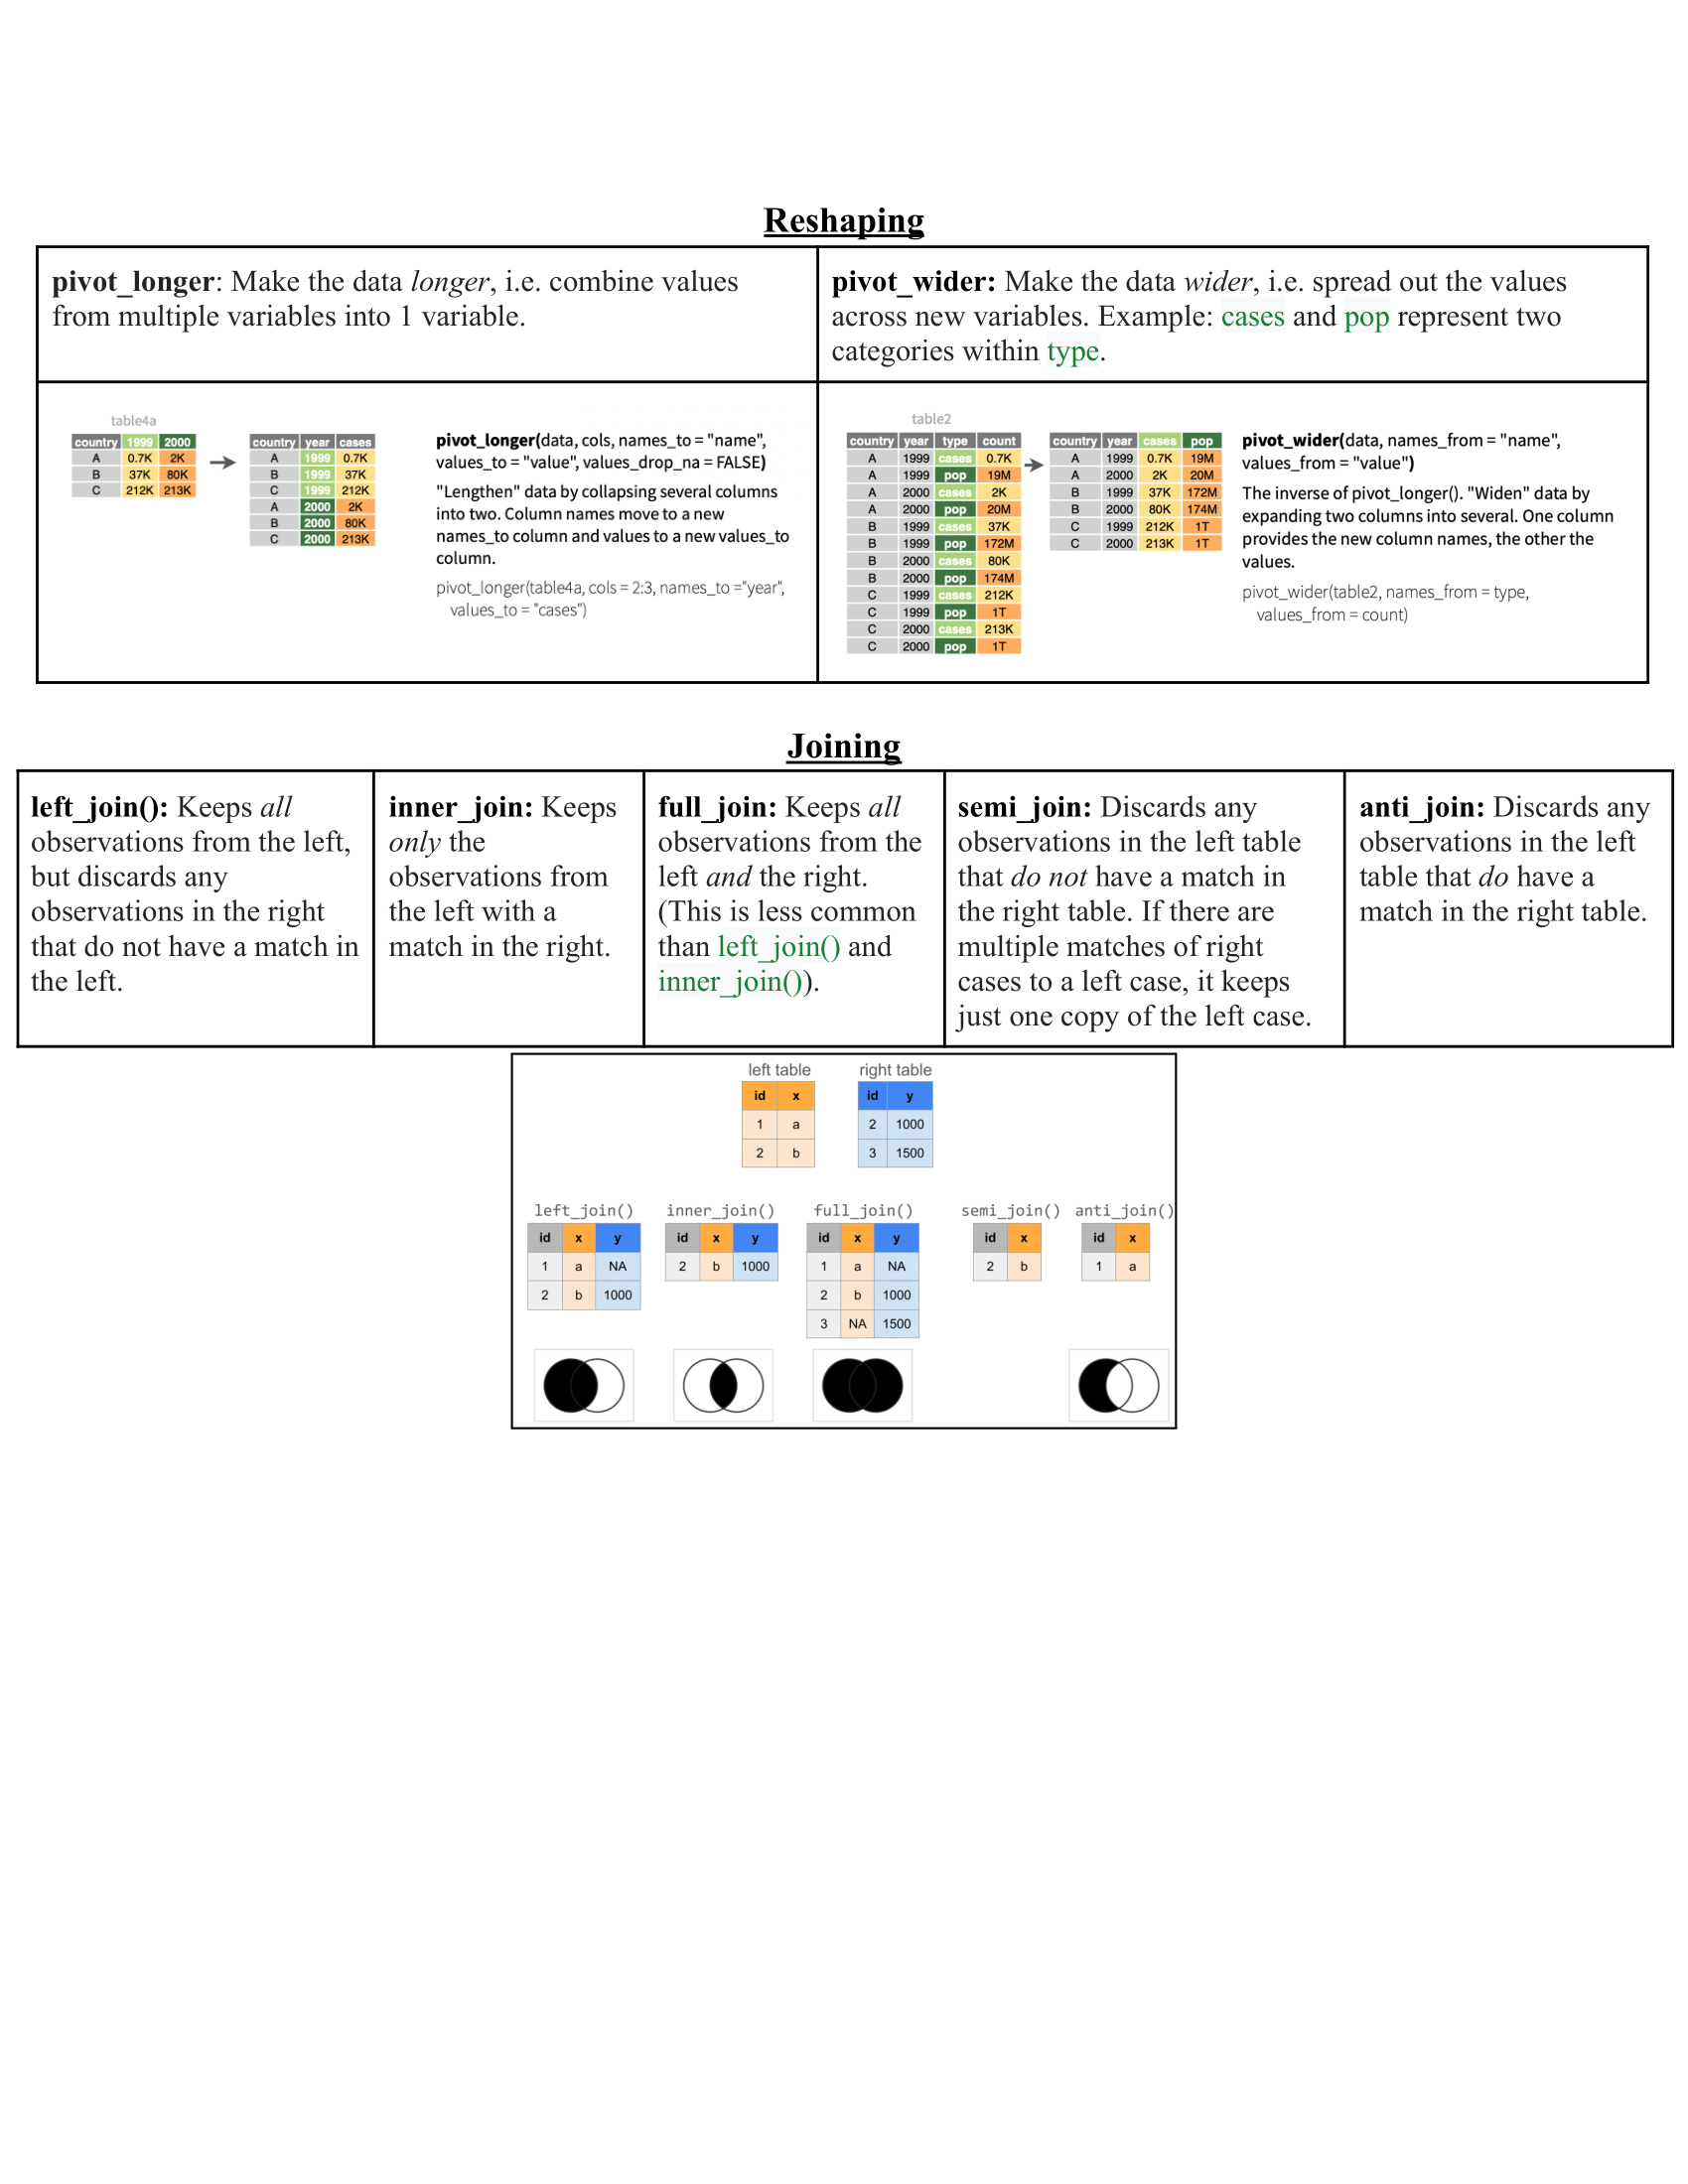 Reshaping
pivot_longer: Make the data longer, i.e. combine values
from multiple variables into 1 variable.
pivot_wider: Make the data wider, i.e. spread out the values
across new variables. Example: cases and pop represent two
categories within type.
table4a
country 1999 2000
A 0.7K 2K
B 37K 80K
C 212K 213K
country year cases
A 1999 0.7K
B 1999 37K
C 1999 212K
A 2000 2K
B 2000 80K
C 2000 213K
pivot_longer(data, cols, names_to = "name",
values_to = "value", values_drop_na = FALSE)
"Lengthen" data by collapsing several columns
into two. Column names move to a new
names_to column and values to a new values_to
column.
pivot_longer(table4a, cols = 2:3, names_to ="year",
values_to = "cases")
table2
country year type count
A 1999 cases 0.7K
A 1999 pop 19M
A 2000 cases 2K
A 2000 pop 20M
B 1999 cases 37K
B 1999 pop 172M
B 2000 cases 80K
B 2000 pop 174M
C 1999 cases 212K
C 1999 pop 1T
C 2000 cases 213K
C 2000 pop 1T
country year cases pop
A 1999 0.7K 19M
A 2000 2K 20M
B 1999 37K 172M
B 2000 80K 174M
C 1999 212K 1T
C 2000 213K 1T
pivot_wider(data, names_from = "name",
values_from = "value")
The inverse of pivot_longer(). "Widen" data by
expanding two columns into several. One column
provides the new column names, the other the
values.
pivot_wider(table2, names_from = type,
values_from = count)
Joining
left_join(): Keeps all
observations from the left,
but discards any
observations in the right
that do not have a match in
the left.
inner_join: Keeps
only the
observations from
the left with a
match in the right.
full_join: Keeps all
observations from the
left and the right.
(This is less common
than left_join() and
inner_join()).
semi_join: Discards any
observations in the left table
that do not have a match in
the right table. If there are
multiple matches of right
cases to a left case, it keeps
just one copy of the left case.
anti_join: Discards any
observations in the left
table that do have a
match in the right table.
left table
id x
1 a
2 b
right table
id y
2 1000
3 1500
left_join()
id x y
1 a NA
2 b 1000
inner_join()
id x y
2 b 1000
full_join()
id x y
1 a NA
2 b 1000
3 NA 1500
semi_join()
id x
2 b
anti_join()
id x
1 a